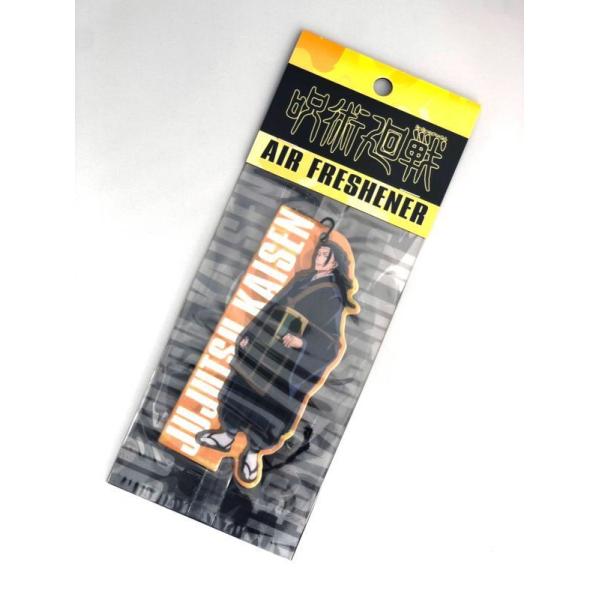 呪術廻戦
AIR FRESHENER
JUJUTSU KAISEN